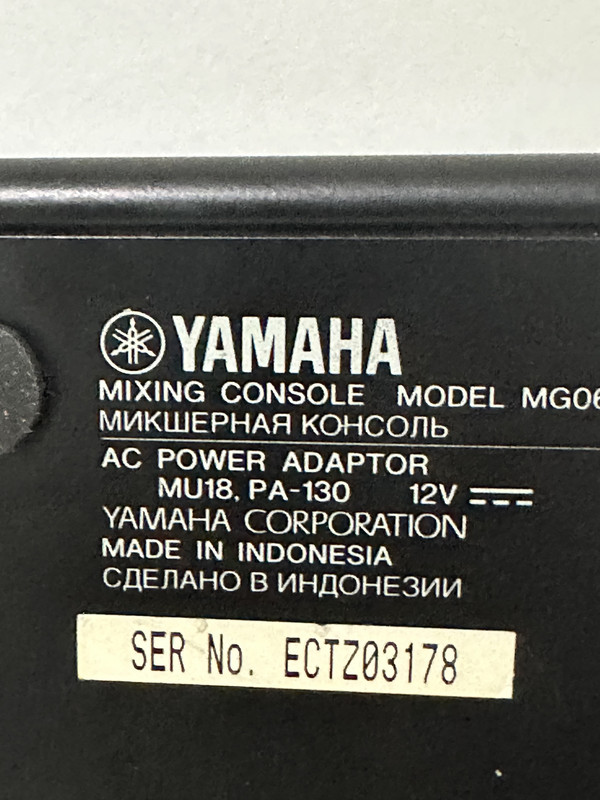 YAMAHA
MIXING CONSOLE MODEL MG06
МИКШЕРНАЯ КОНСОЛЬ
AC POWER ADAPTOR
MU18, PA-130 12V
YAMAHA CORPORATION
MADE IN INDONESIA
СДЕЛАНО В ИНДОНЕЗИИ
SER No. ECTZ03178